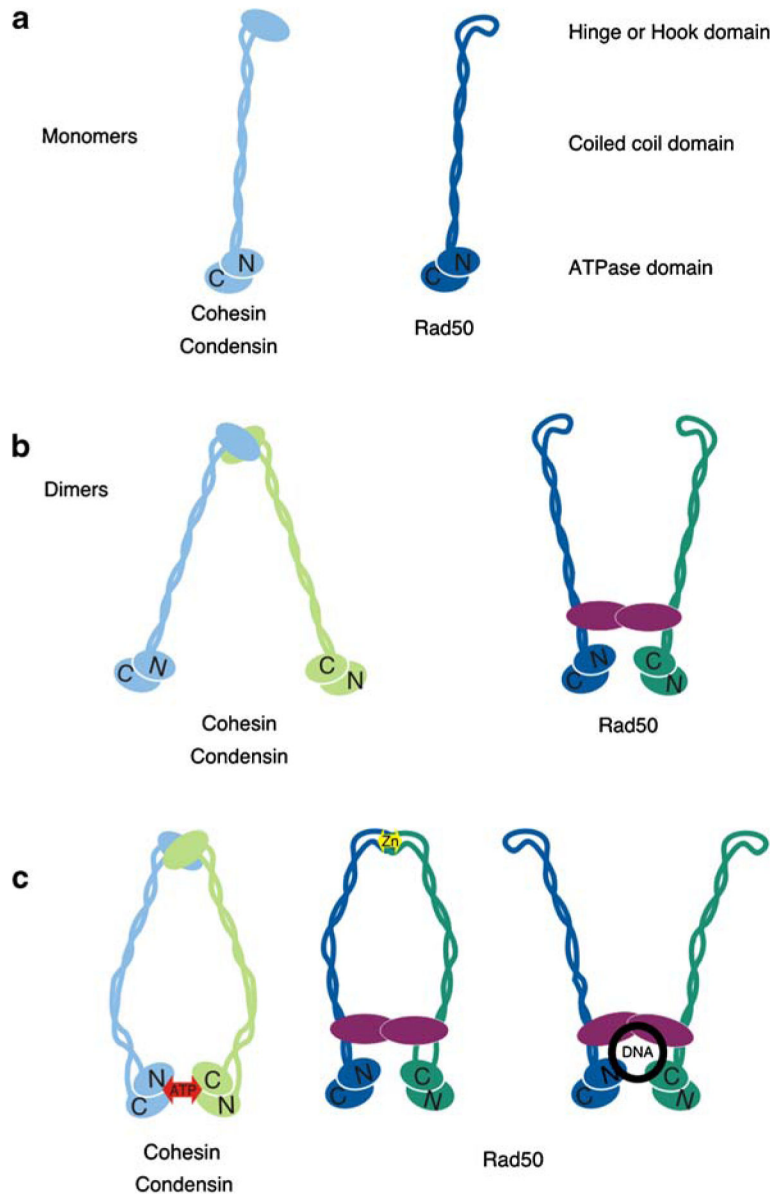 a
Hinge or Hook domain
Monomers
Coiled coil domain
N
C
N
C
ATPase domain
Cohesin
Condensin
Rad50
b
Dimers
C
N
C
N
N
C
C
N
Cohesin
Condensin
Rad50
c
Zn
DNA
N
C
ATP
C
N
N
C
C
N
N
C
C
N
Cohesin
Condensin
Rad50